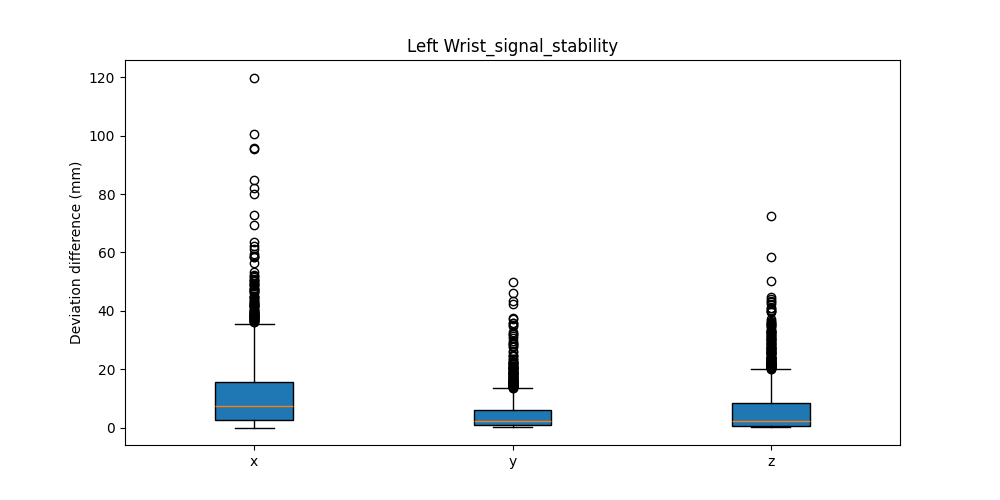 Left Wrist_signal_stability
Deviation difference (mm)
120
100
80
60
40
20
0
x
y
z